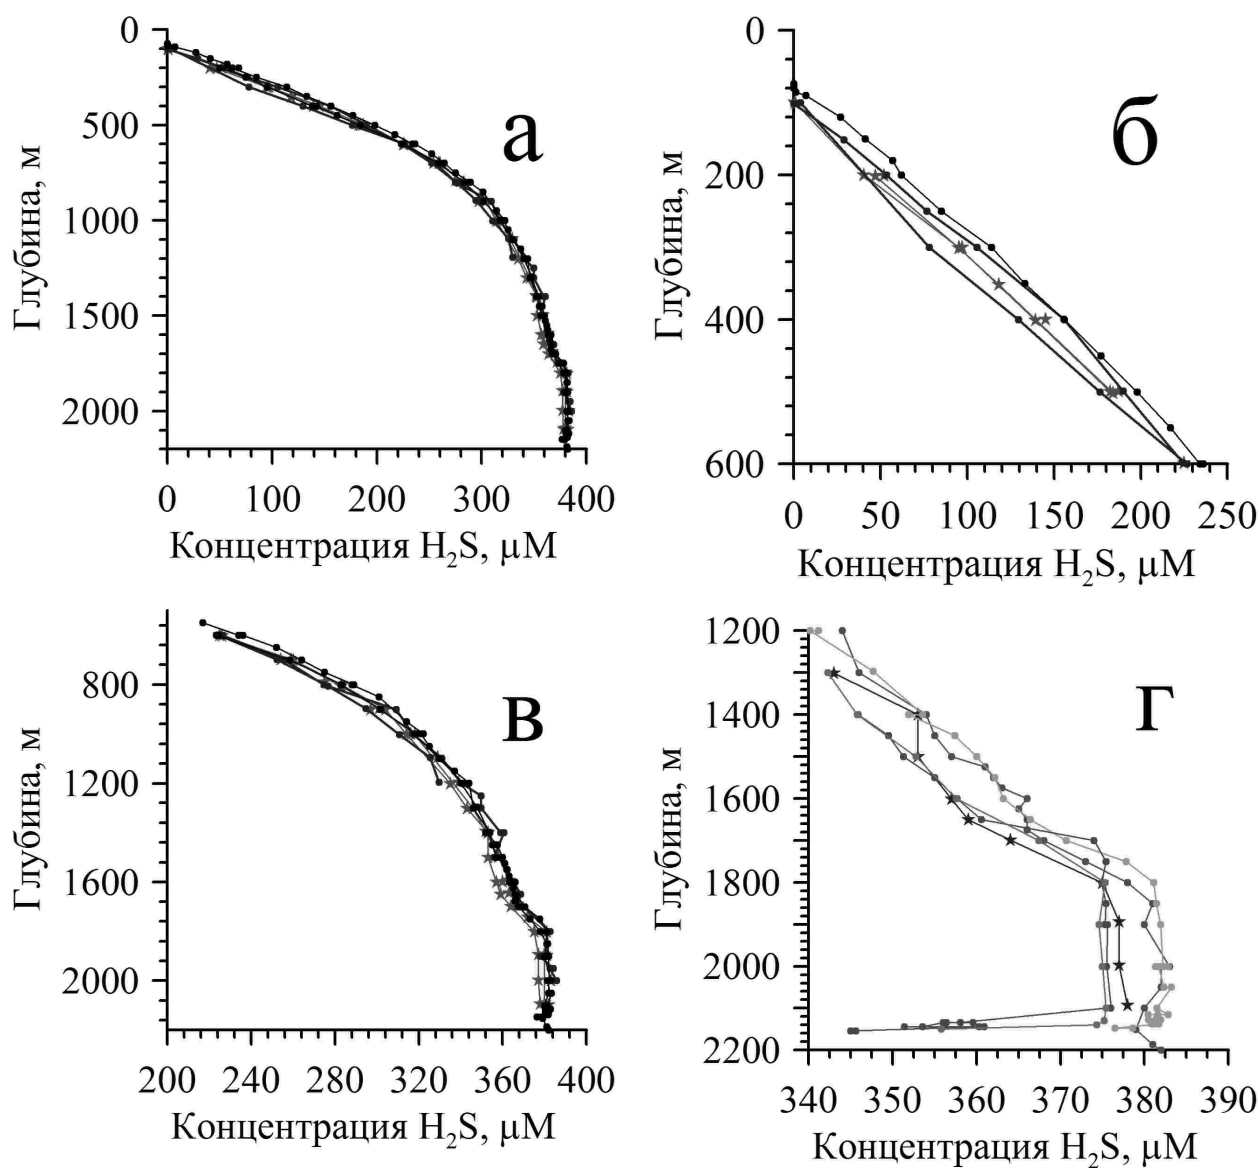 0
500
1000
1500
2000
Глубина, м
а
0 100 200 300 400
Концентрация H₂S, µM
0
200
400
600
Глубина, м
б
0 50 100 150 200 250
Концентрация H₂S, µM
800
1200
1600
2000
Глубина, м
в
200 240 280 320 360 400
Концентрация H₂S, µM
1200
1400
1600
1800
2000
2200
Глубина, м
г
340 350 360 370 380 390
Концентрация H₂S, µM